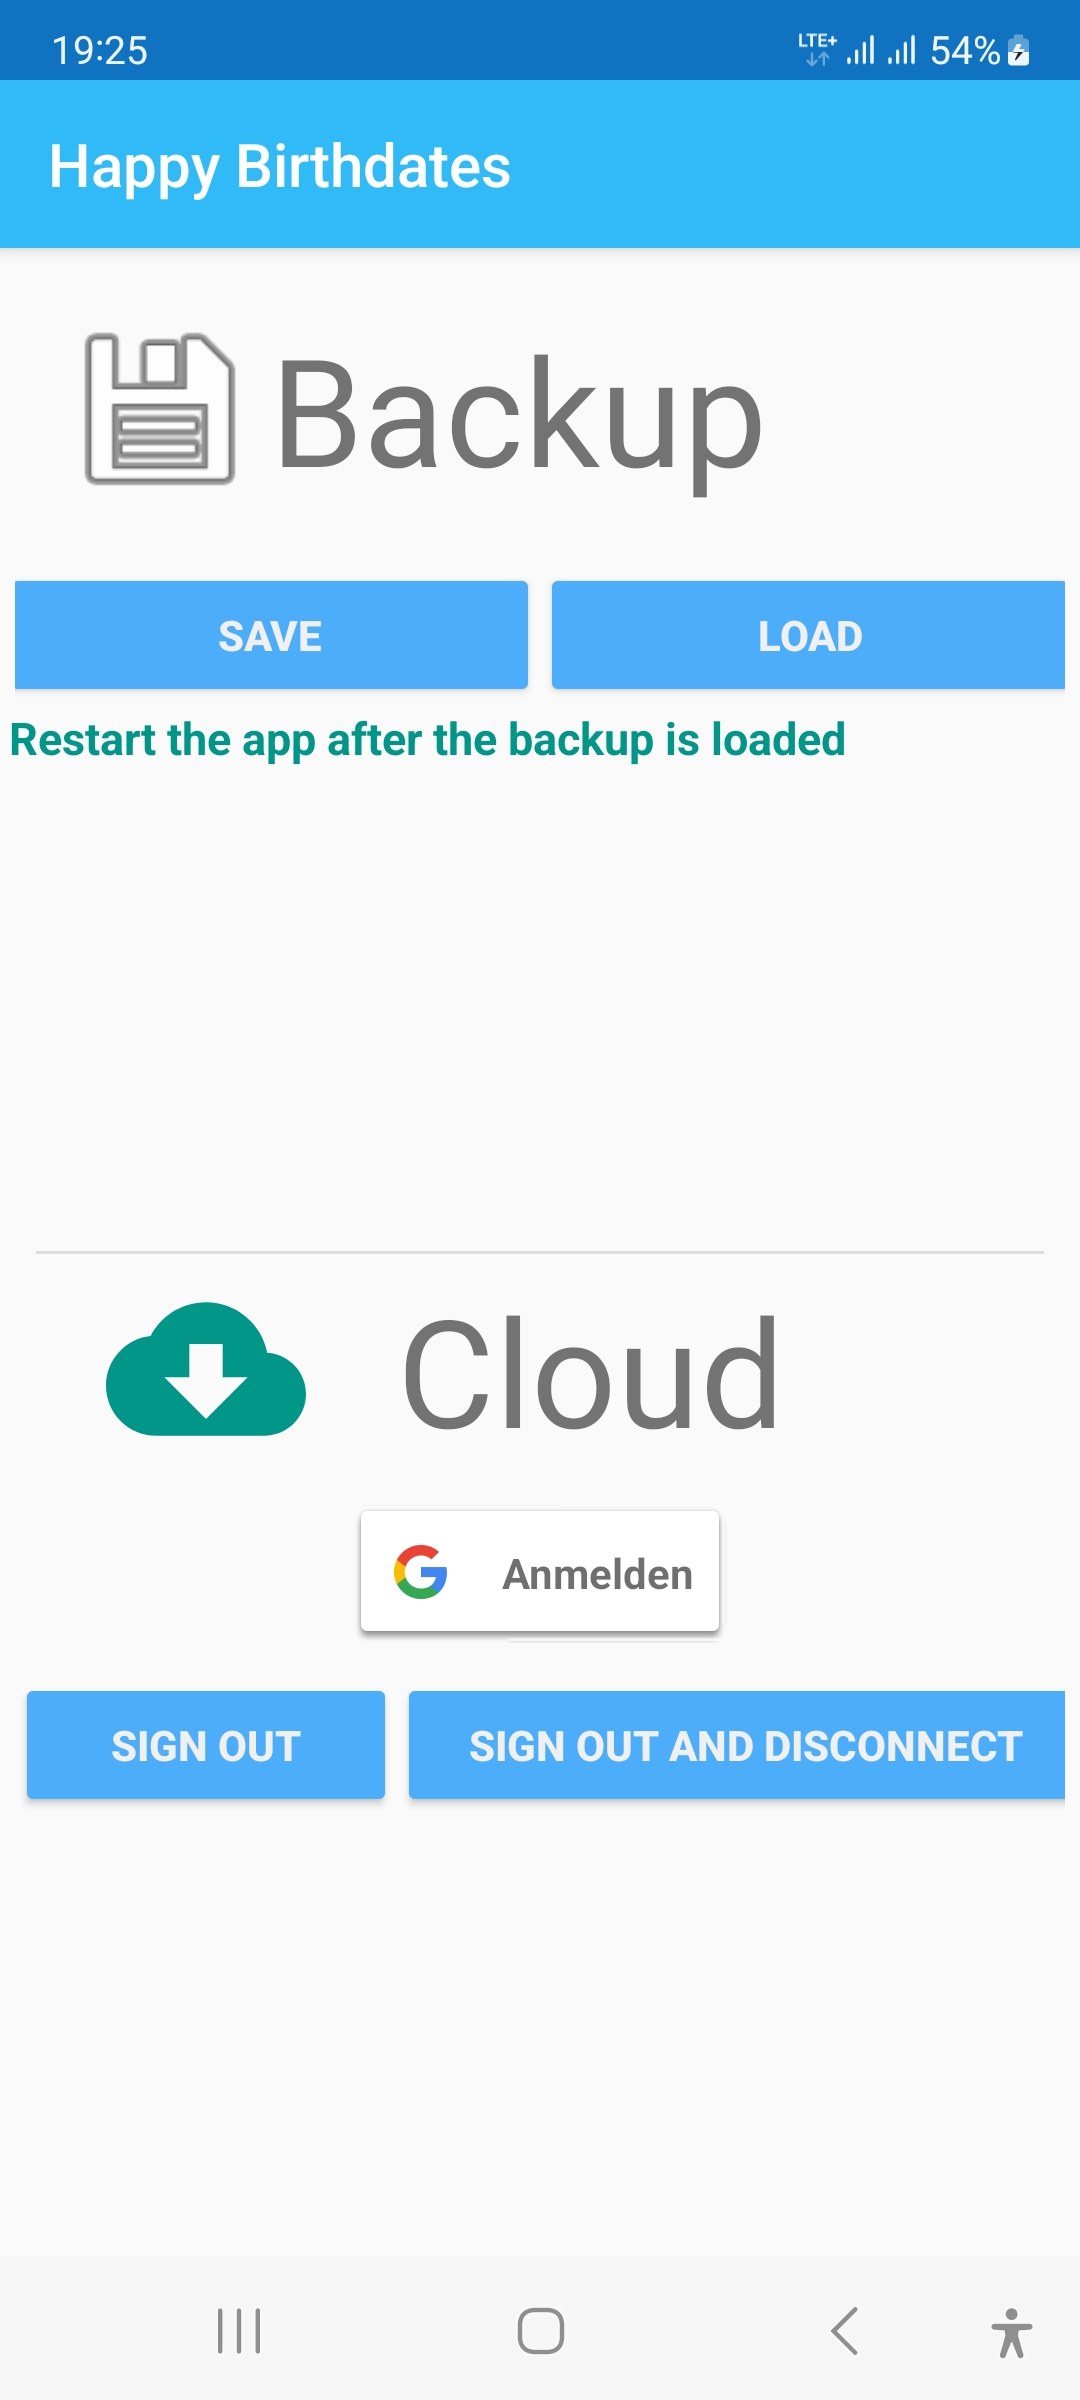 19:25 LTE+ 54%
Happy Birthdates
Backup
SAVE LOAD
Restart the app after the backup is loaded
Cloud
Anmelden
SIGN OUT SIGN OUT AND DISCONNECT